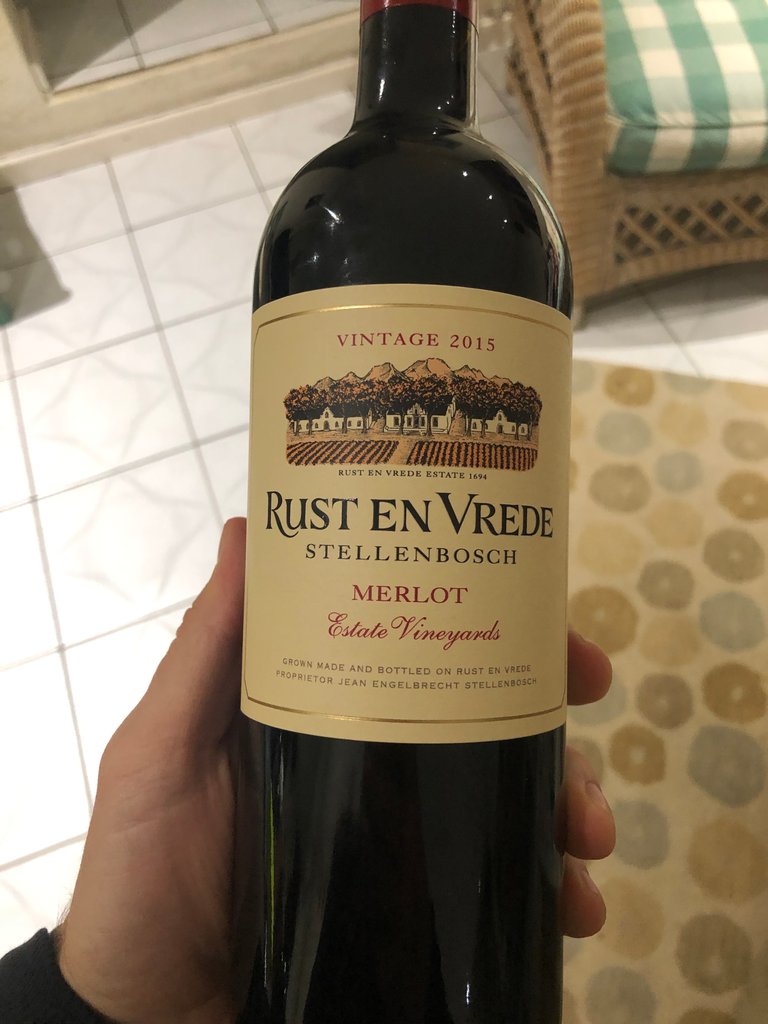 VINTAGE 2015
RUST EN VREDE ESTATE 1694
RUST EN VREDE
STELLENBOSCH
MERLOT
Estate Vineyards
GROWN MADE AND BOTTLED ON RUST EN VREDE
PROPRIETOR JEAN ENGELBRECHT STELLENBOSCH